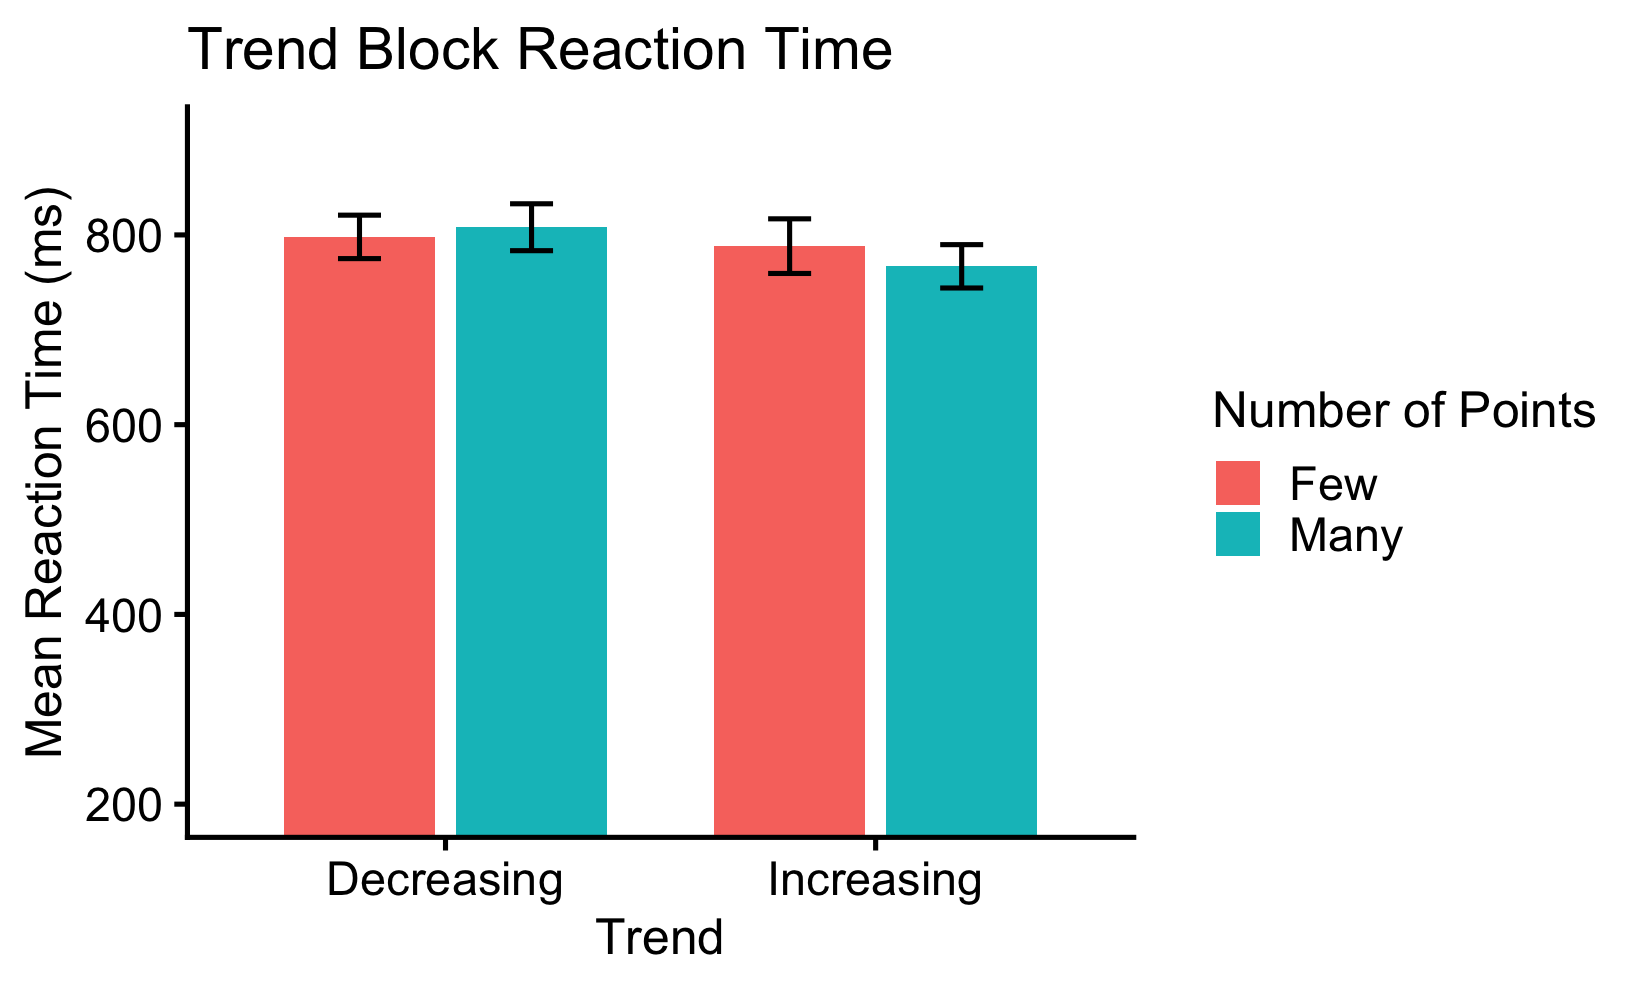 Trend Block Reaction Time
Mean Reaction Time (ms)
800
600
400
200
Decreasing
Increasing
Trend
Number of Points
Few
Many